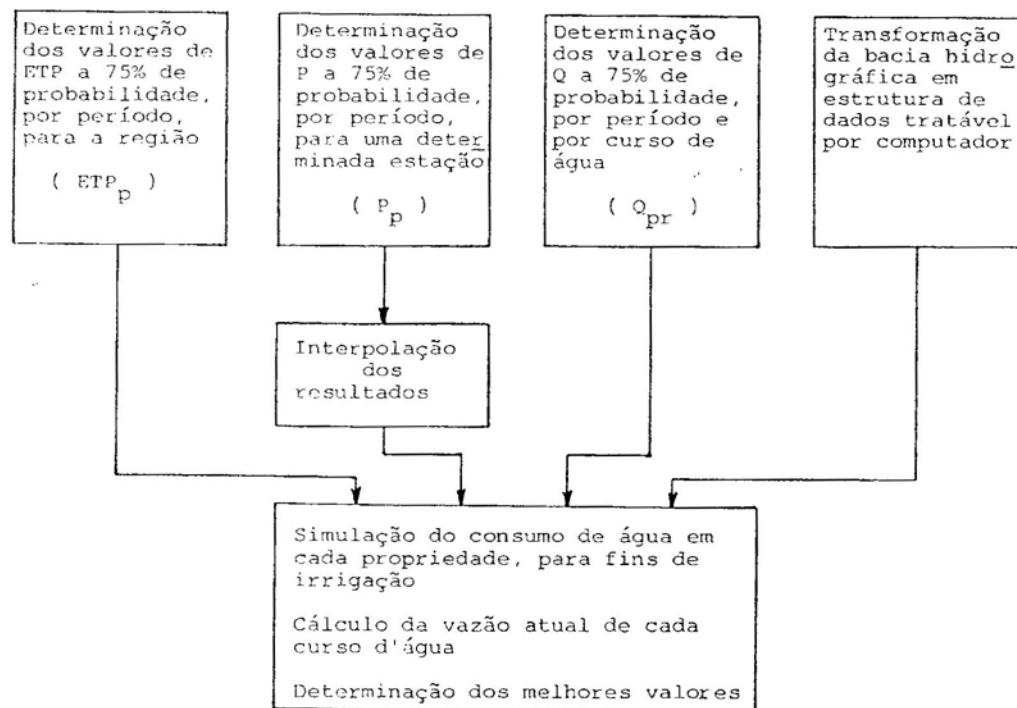 Determinação
dos valores de
ETP a 75% de
probabilidade,
por período,
para a região
( ETP_p )
Determinação
dos valores de
P a 75% de
probabilidade,
por período,
para uma deter
minada estação
( P_p )
Determinação
dos valores de
Q a 75% de
probabilidade,
por período e
por curso de
água
( Q_pr )
Transformação
da bacia hidro
gráfica em
estrutura de
dados tratável
por computador
Interpolação
dos
resultados
Simulação do consumo de água em
cada propriedade, para fins de
irrigação
Cálculo da vazão atual de cada
curso d'água
Determinação dos melhores valores